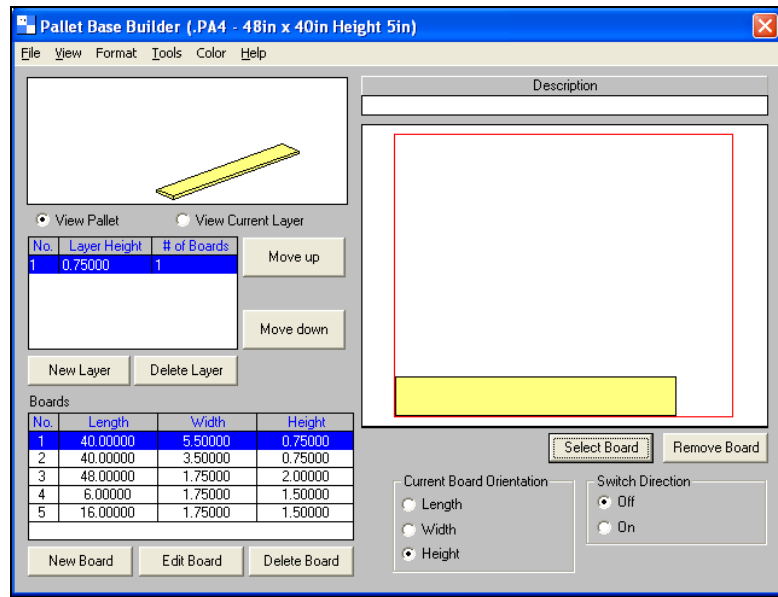 Pallet Base Builder (.PA4 - 48in x 40in Height 5in)
File View Format Tools Color Help
Description
View Pallet View Current Layer
No. Layer Height # of Boards
1 0.75000 1
Move up
Move down
New Layer Delete Layer
Boards
No. Length Width Height
1 40.00000 5.50000 0.75000
2 40.00000 3.50000 0.75000
3 48.00000 1.75000 2.00000
4 6.00000 1.75000 1.50000
5 16.00000 1.75000 1.50000
New Board Edit Board Delete Board
Select Board Remove Board
Current Board Orientation
Length
Width
Height
Switch Direction
Off
On